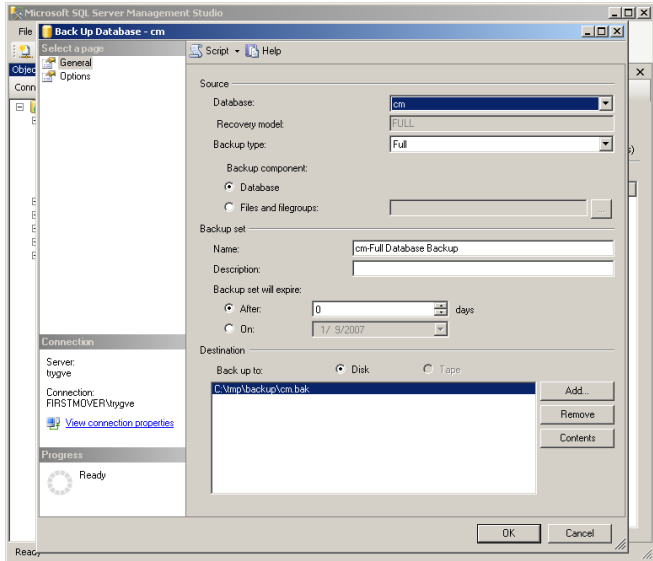 Microsoft SQL Server Management Studio
File
Back Up Database - cm
Select a page
General
Options
Script
Help
Objec
Conn
Source
Database:
cm
Recovery model:
FULL
Backup type:
Full
Backup component:
Database
Files and filegroups:
...
s)
Backup set
Name:
cm-Full Database Backup
Description:
Backup set will expire:
After:
0
days
On:
1/ 9/2007
Destination
Back up to:
Disk
Tape
C:\tmp\backup\cm.bak
Add...
Remove
Contents
Connection
Server:
trygve
Connection:
FIRSTMOVER\trygve
View connection properties
Progress
Ready
OK
Cancel
Ready